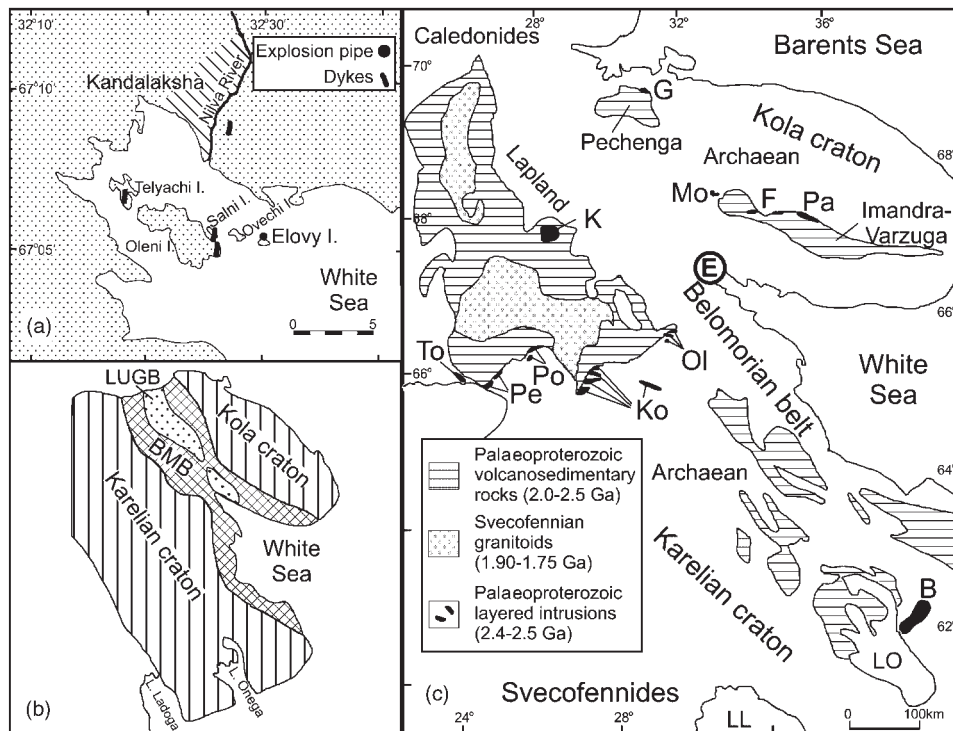 32°10'
32°30'
Explosion pipe
Dykes
Kandalaksha
Niva River
67°10'
Telyachi I.
Salni I.
Ovechi I.
Oleni I.
Elovy I.
67°05'
White
Sea
0 5
(a)
LUGB
BMB
Kola craton
Karelian craton
White
Sea
L. Ladoga
L. Onega
(b)
28°
32°
36°
Caledonides
70°
Barents Sea
G
Pechenga
Kola craton
Archaean
68°
Lapland
Mo
F
Pa
K
Imandra-
Varzuga
68°
E
Belomorian belt
66°
To
66°
Pe
Po
Ol
Ko
White
Sea
Palaeoproterozoic
volcanosedimentary
rocks (2.0-2.5 Ga)
Svecofennian
granitoids
(1.90-1.75 Ga)
Palaeoproterozoic
layered intrusions
(2.4-2.5 Ga)
Archaean
64°
Karelian craton
B
62°
LO
(c)
Svecofennides
LL
0 100km
24°
28°